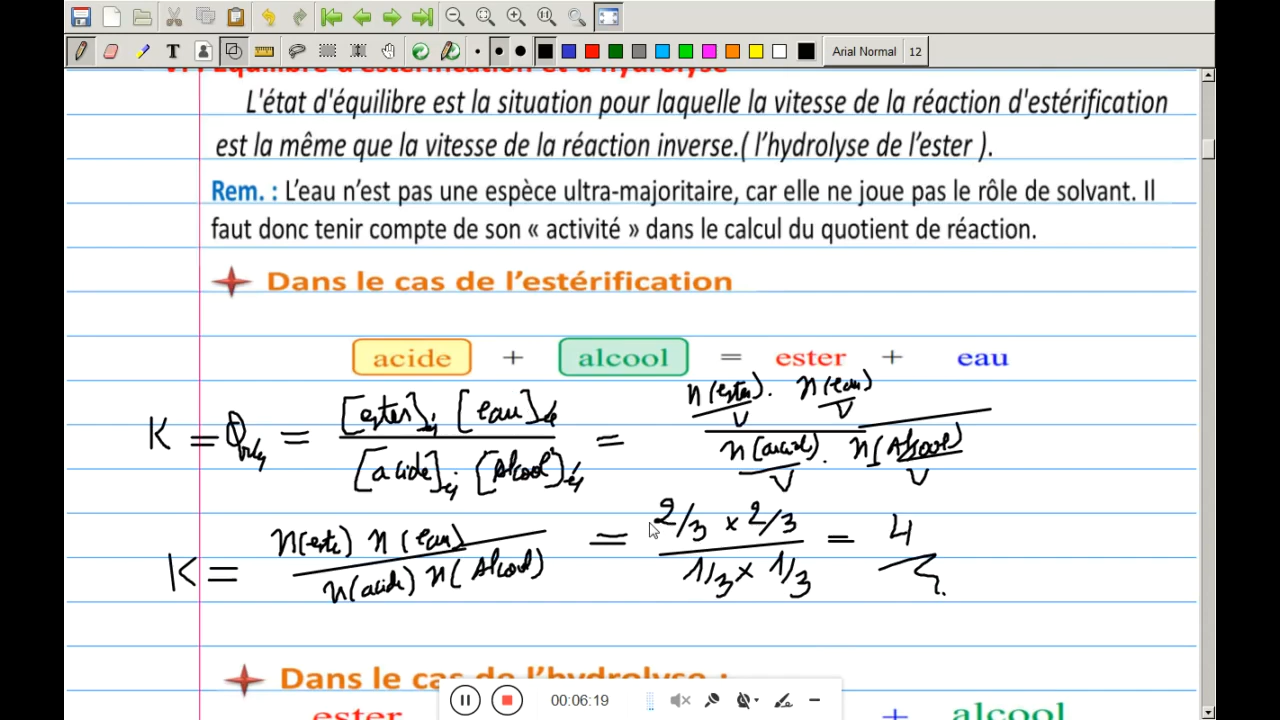 Arial Normal 12
Equilibre d'estérification et d'hydrolyse
L'état d'équilibre est la situation pour laquelle la vitesse de la réaction d'estérification
est la même que la vitesse de la réaction inverse.( l'hydrolyse de l'ester ).
Rem. : L'eau n'est pas une espèce ultra-majoritaire, car elle ne joue pas le rôle de solvant. Il
faut donc tenir compte de son « activité » dans le calcul du quotient de réaction.
Dans le cas de l'estérification
acide + alcool = ester + eau
n(ester). n(eau)
V V
[ester]éq [eau]éq
K = Qr,éq = =
[acide]éq [Alcool]éq
n(acide). n(Alcool)
V V
n(este) n(eau) = 2/3 x 2/3 = 4
K =
n(acide) n(Alcool) 1/3 x 1/3
Dans le cas de l'hydrolyse :
ester + alcool
00:06:19